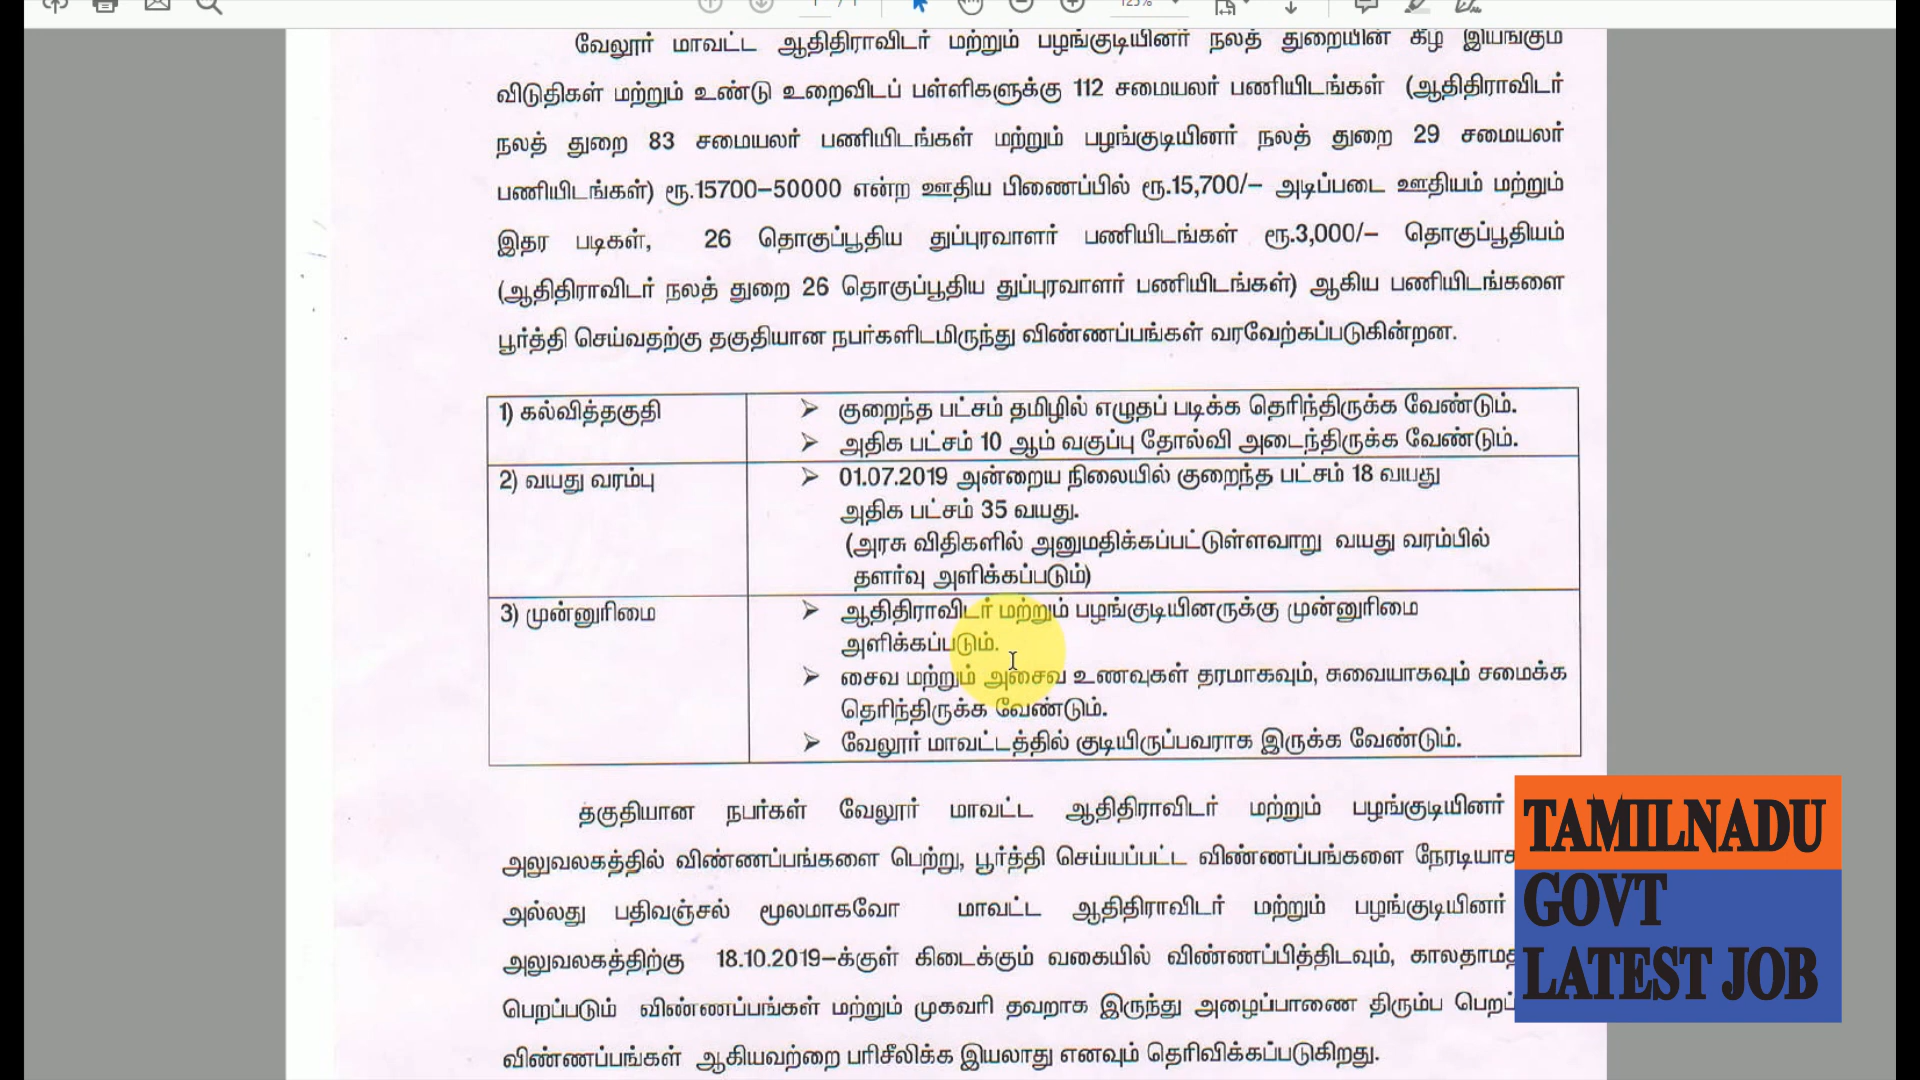 வேலூர் மாவட்ட ஆதிதிராவிடர் மற்றும் பழங்குடியினர் நலத் துறையின் கீழ் இயங்கும்
விடுதிகள் மற்றும் உண்டு உறைவிடப் பள்ளிகளுக்கு 112 சமையலர் பணியிடங்கள் (ஆதிதிராவிடர்
நலத் துறை 83 சமையலர் பணியிடங்கள் மற்றும் பழங்குடியினர் நலத் துறை 29 சமையலர்
பணியிடங்கள்) ரூ.15700–50000 என்ற ஊதிய பிணைப்பில் ரூ.15,700/– அடிப்படை ஊதியம் மற்றும்
இதர படிகள், 26 தொகுப்பூதிய துப்புரவாளர் பணியிடங்கள் ரூ.3,000/– தொகுப்பூதியம்
(ஆதிதிராவிடர் நலத் துறை 26 தொகுப்பூதிய துப்புரவாளர் பணியிடங்கள்) ஆகிய பணியிடங்களை
பூர்த்தி செய்வதற்கு தகுதியான நபர்களிடமிருந்து விண்ணப்பங்கள் வரவேற்கப்படுகின்றன.
1) கல்வித்தகுதி
➢ குறைந்த பட்சம் தமிழில் எழுதப் படிக்க தெரிந்திருக்க வேண்டும்.
➢ அதிக பட்சம் 10 ஆம் வகுப்பு தோல்வி அடைந்திருக்க வேண்டும்.
2) வயது வரம்பு
➢ 01.07.2019 அன்றைய நிலையில் குறைந்த பட்சம் 18 வயது
அதிக பட்சம் 35 வயது.
(அரசு விதிகளில் அனுமதிக்கப்பட்டுள்ளவாறு வயது வரம்பில்
தளர்வு அளிக்கப்படும்)
3) முன்னுரிமை
➢ ஆதிதிராவிடர் மற்றும் பழங்குடியினருக்கு முன்னுரிமை
அளிக்கப்படும்.
➢ சைவ மற்றும் அசைவ உணவுகள் தரமாகவும், சுவையாகவும் சமைக்க
தெரிந்திருக்க வேண்டும்.
➢ வேலூர் மாவட்டத்தில் குடியிருப்பவராக இருக்க வேண்டும்.
தகுதியான நபர்கள் வேலூர் மாவட்ட ஆதிதிராவிடர் மற்றும் பழங்குடியினர்
அலுவலகத்தில் விண்ணப்பங்களை பெற்று, பூர்த்தி செய்யப்பட்ட விண்ணப்பங்களை
அல்லது பதிவஞ்சல் மூலமாகவோ மாவட்ட ஆதிதிராவிடர் மற்றும் பழங்குடியினர்
அலுவலகத்திற்கு 18.10.2019–க்குள் கிடைக்கும் வகையில் விண்ணப்பித்திடவும்,
பெறப்படும் விண்ணப்பங்கள் மற்றும் முகவரி தவறாக இருந்து அழைப்பாணை திரும்ப
விண்ணப்பங்கள் ஆகியவற்றை பரிசீலிக்க இயலாது எனவும் தெரிவிக்கப்படுகிறது.
TAMILNADU
GOVT
LATEST JOB